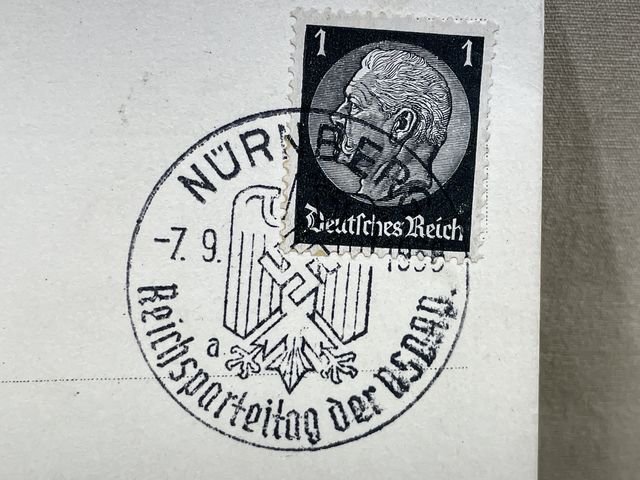 1 1
Deutsches Reich
NÜRNBERG
-7. 9.
a
Reichsparteitag der NSDAP.